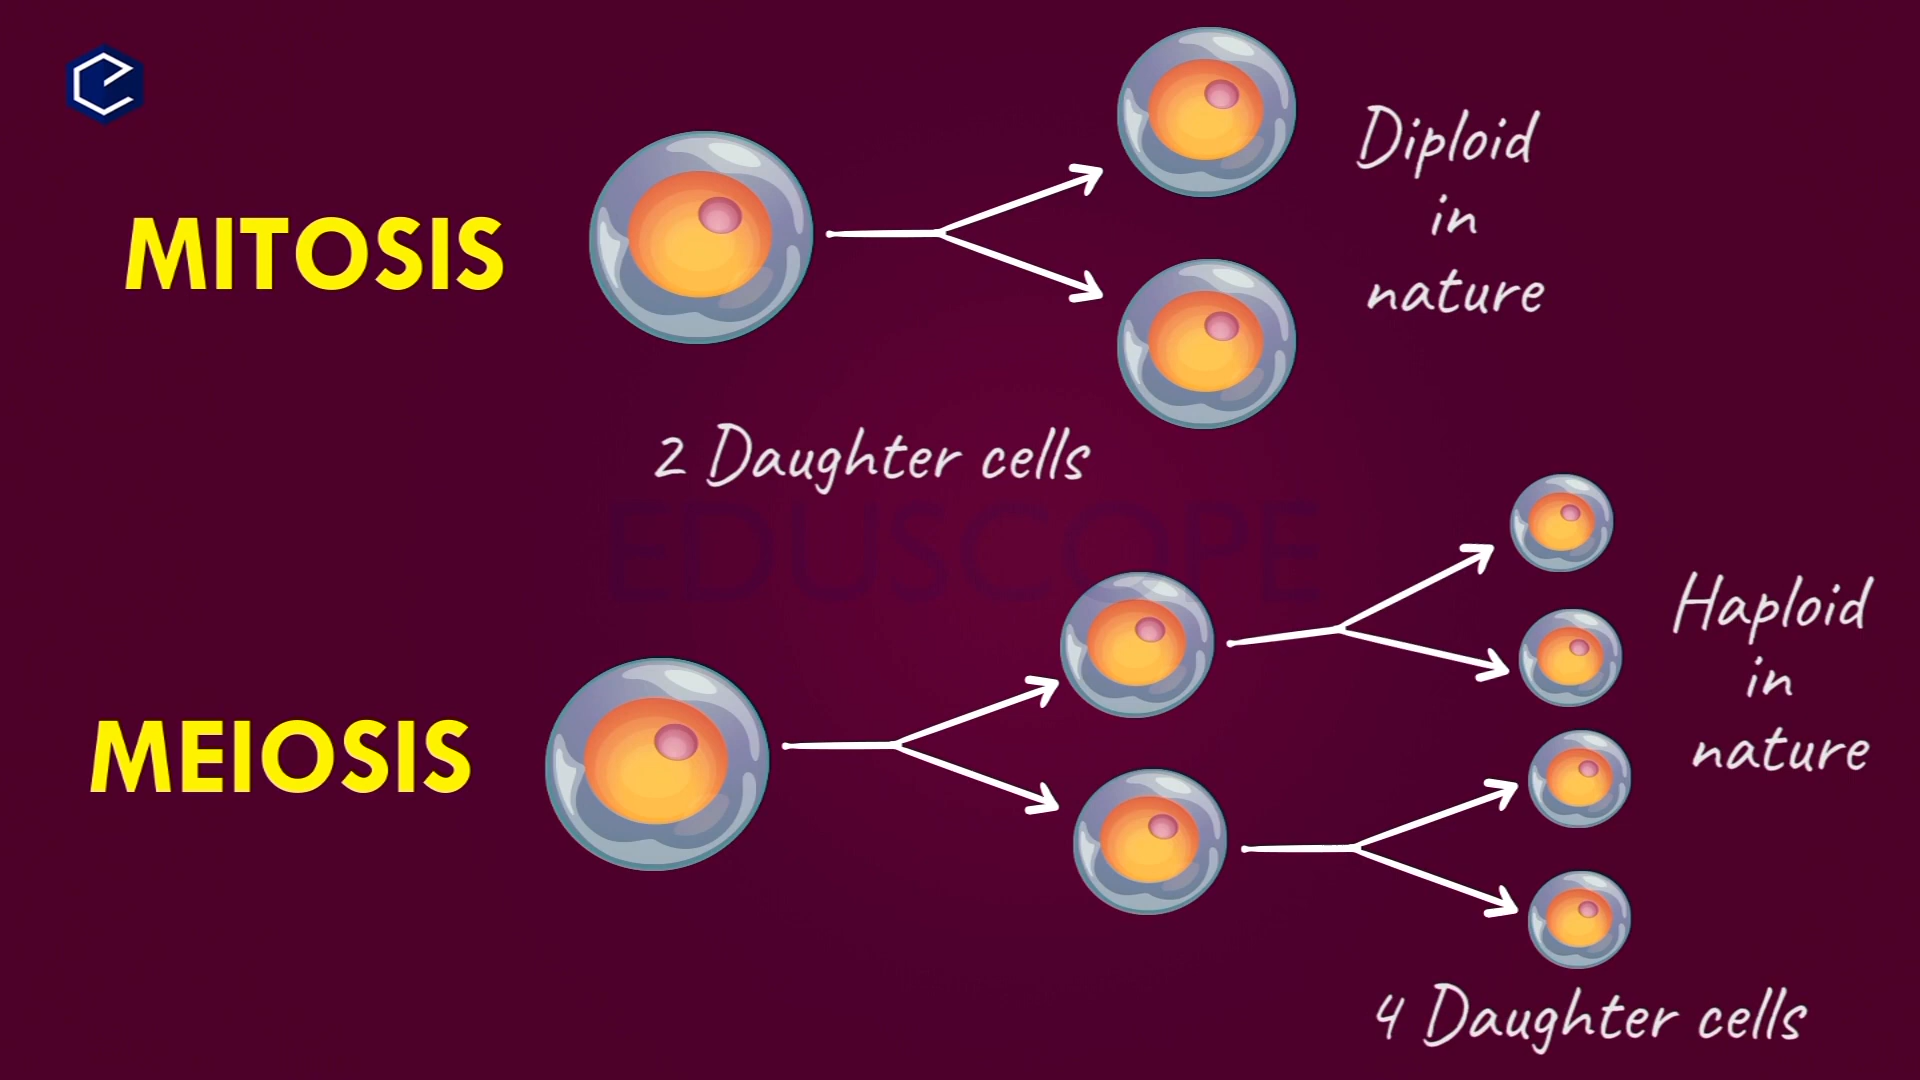 MITOSIS
Diploid
in
nature
2 Daughter cells
EDUSCOPE
MEIOSIS
Haploid
in
nature
4 Daughter cells